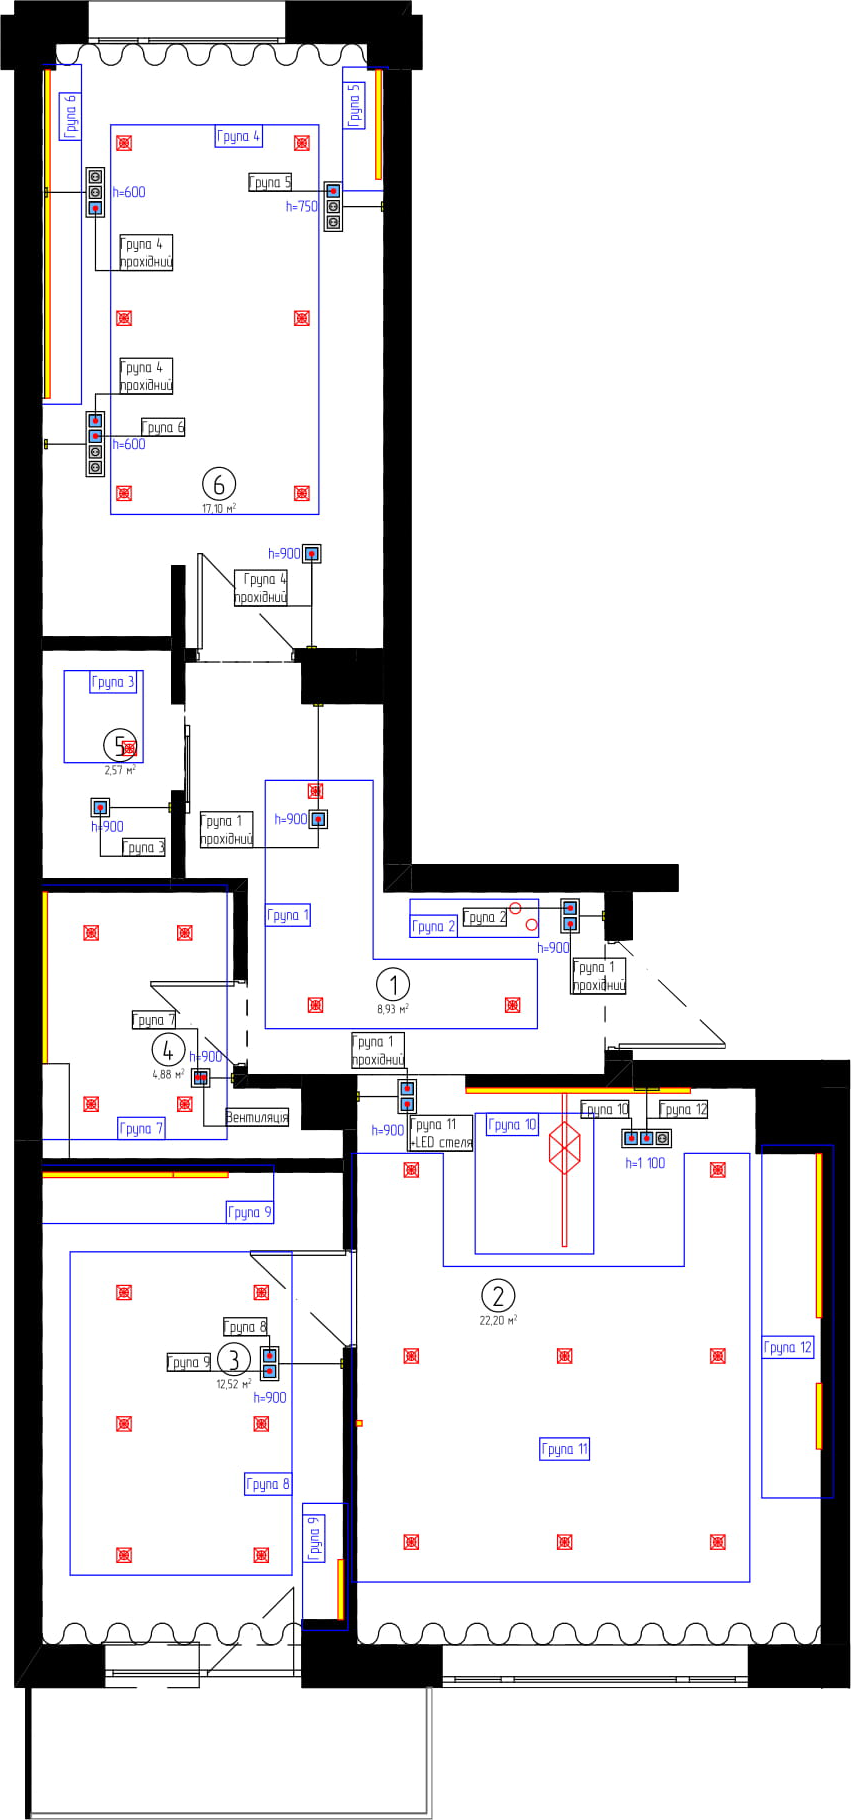 Група 6
Група 5
Група 4
Група 5
h=600
h=750
Група 4
прохідний
Група 4
прохідний
Група 6
h=600
6
17,10 м²
h=900
Група 4
прохідний
Група 3
5
2,57 м²
h=900
Група 1
прохідний
h=900
Група 3
Група 1
Група 2
Група 2
h=900
Група 1
прохідний
1
8,93 м²
Група 7
4
4,88 м²
h=900
Група 1
прохідний
Вентиляція
Група 7
h=900
Група 11
+LED стеля
Група 10
Група 10
Група 12
h=1 100
Група 9
2
22,20 м²
Група 8
Група 9
3
12,52 м²
h=900
Група 12
Група 11
Група 8
Група 9